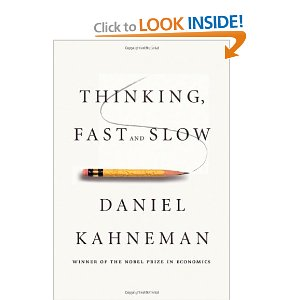 Click to LOOK INSIDE!
THINKING,
FAST AND SLOW
DANIEL
KAHNEMAN
WINNER OF THE NOBEL PRIZE IN ECONOMICS